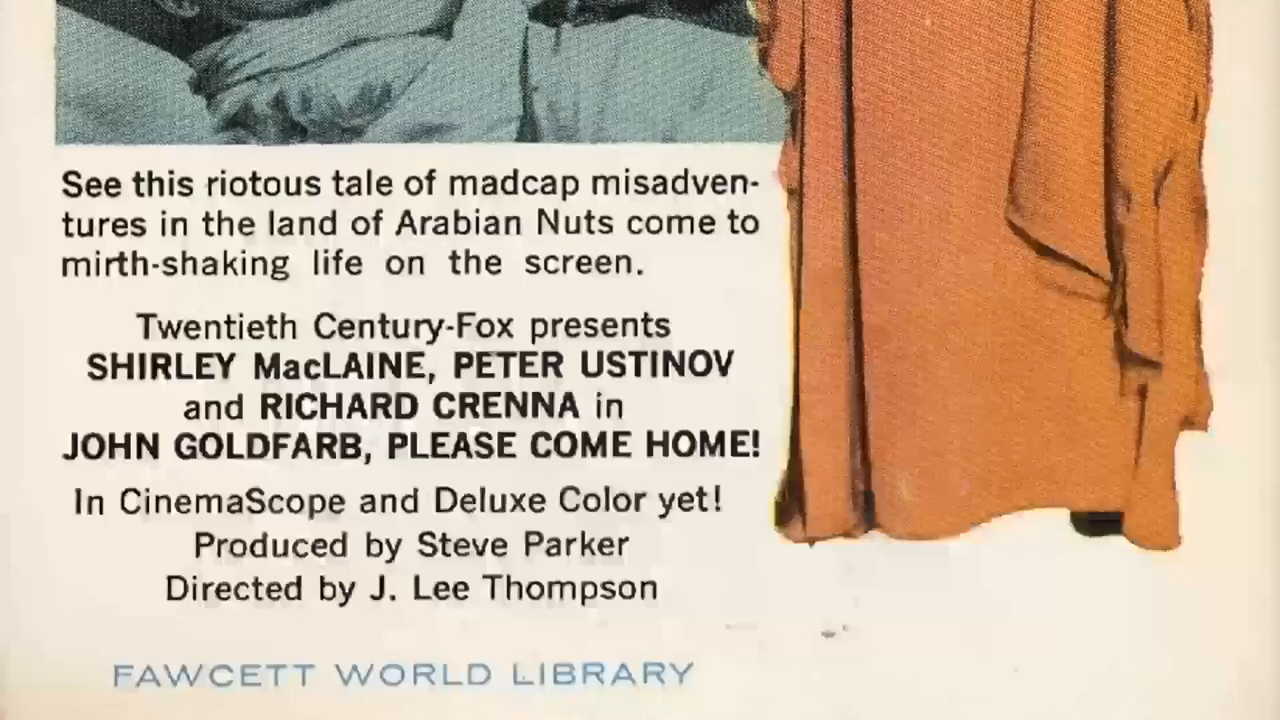 See this riotous tale of madcap misadven-
tures in the land of Arabian Nuts come to
mirth-shaking life on the screen.
Twentieth Century-Fox presents
SHIRLEY MacLAINE, PETER USTINOV
and RICHARD CRENNA in
JOHN GOLDFARB, PLEASE COME HOME!
In CinemaScope and Deluxe Color yet!
Produced by Steve Parker
Directed by J. Lee Thompson
FAWCETT WORLD LIBRARY